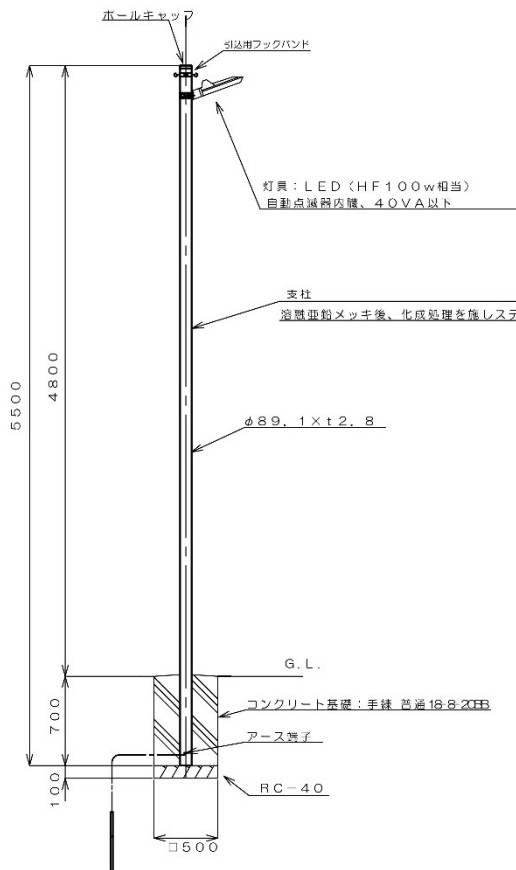 ポールキャップ
引込用フックバンド
灯具：ＬＥＤ（ＨＦ１００ｗ相当）
自動点滅器内臓、４０ＶＡ以下
支柱
溶融亜鉛メッキ後、化成処理を施しステ
５５００
４８００
φ８９．１×ｔ２．８
Ｇ.Ｌ.
７００
コンクリート基礎：手練 普通18-8-20BB
アース端子
１００
ＲＣ－４０
□５００